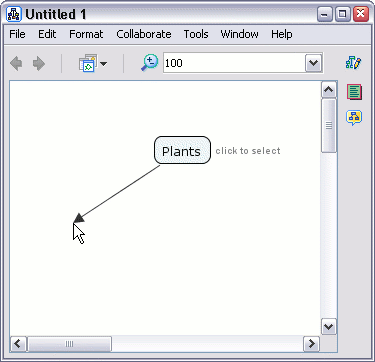 Untitled 1
File Edit Format Collaborate Tools Window Help
100
Plants click to select